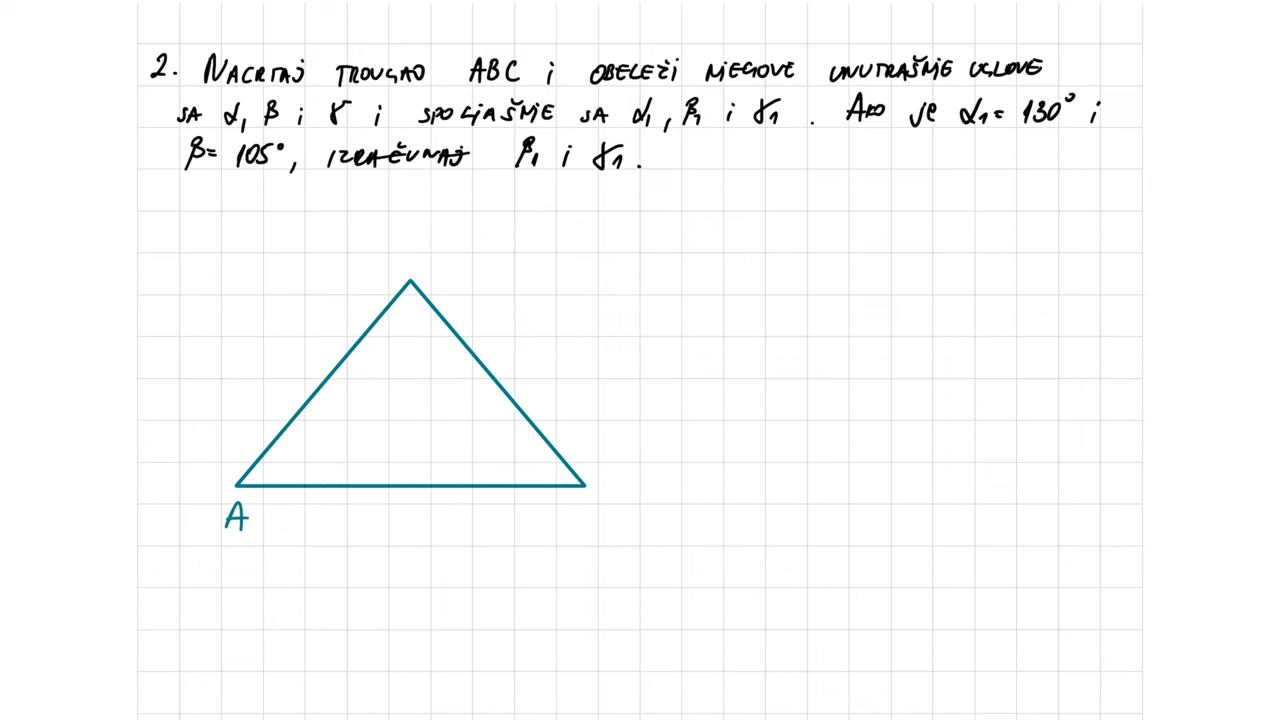 2. NACRTAJ TROUGAO ABC i OBELEŽI NJEGOVE UNUTRAŠNJE UGLOVE
SA α, β i γ i SPOLJAŠNJE SA α₁, β₁ i γ₁. AKO JE α₁ = 130° i
β = 105°, IZRAČUNAJ β₁ i γ₁.
A